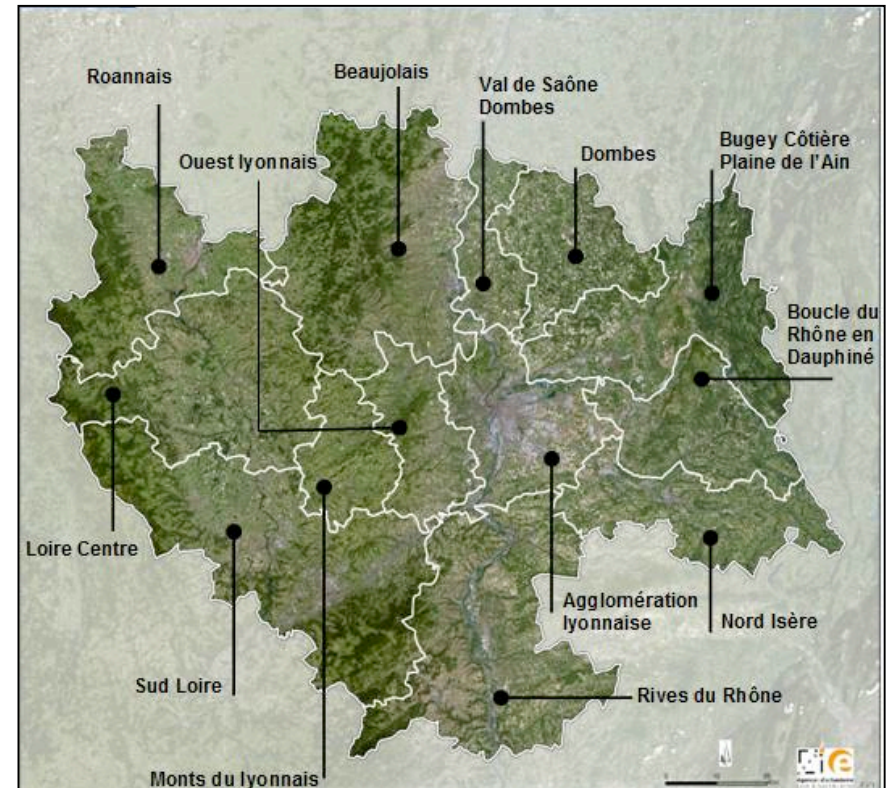 Roannais
Beaujolais
Val de Saône
Dombes
Ouest lyonnais
Dombes
Bugey Côtière
Plaine de l'Ain
Boucle du
Rhône en
Dauphiné
Loire Centre
Agglomération
lyonnaise
Nord Isère
Sud Loire
Rives du Rhône
Monts du lyonnais